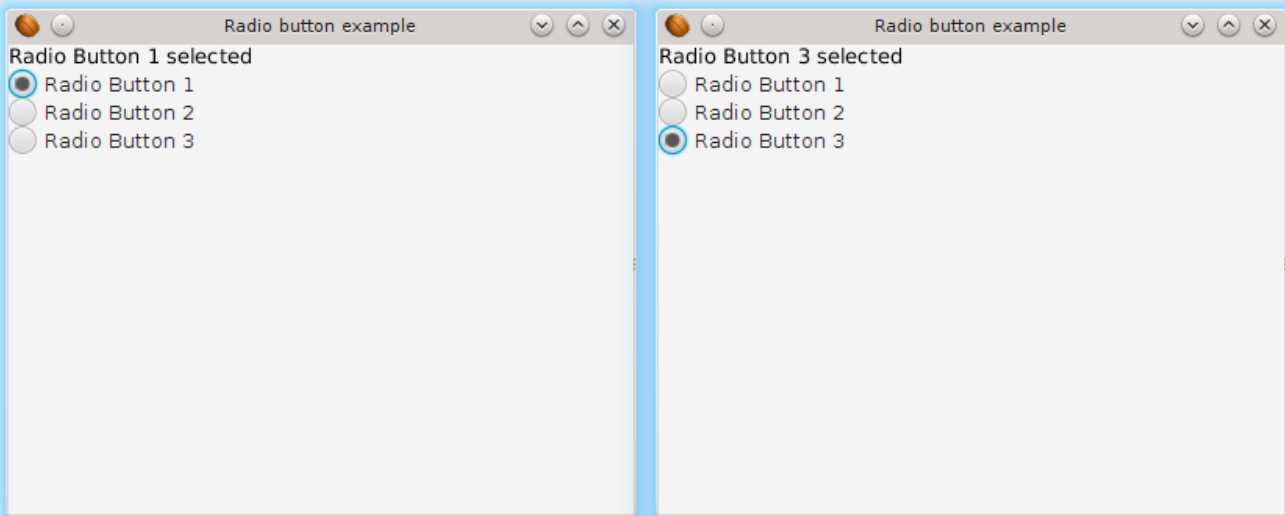 Radio button example
Radio Button 1 selected
Radio Button 1
Radio Button 2
Radio Button 3
Radio button example
Radio Button 3 selected
Radio Button 1
Radio Button 2
Radio Button 3